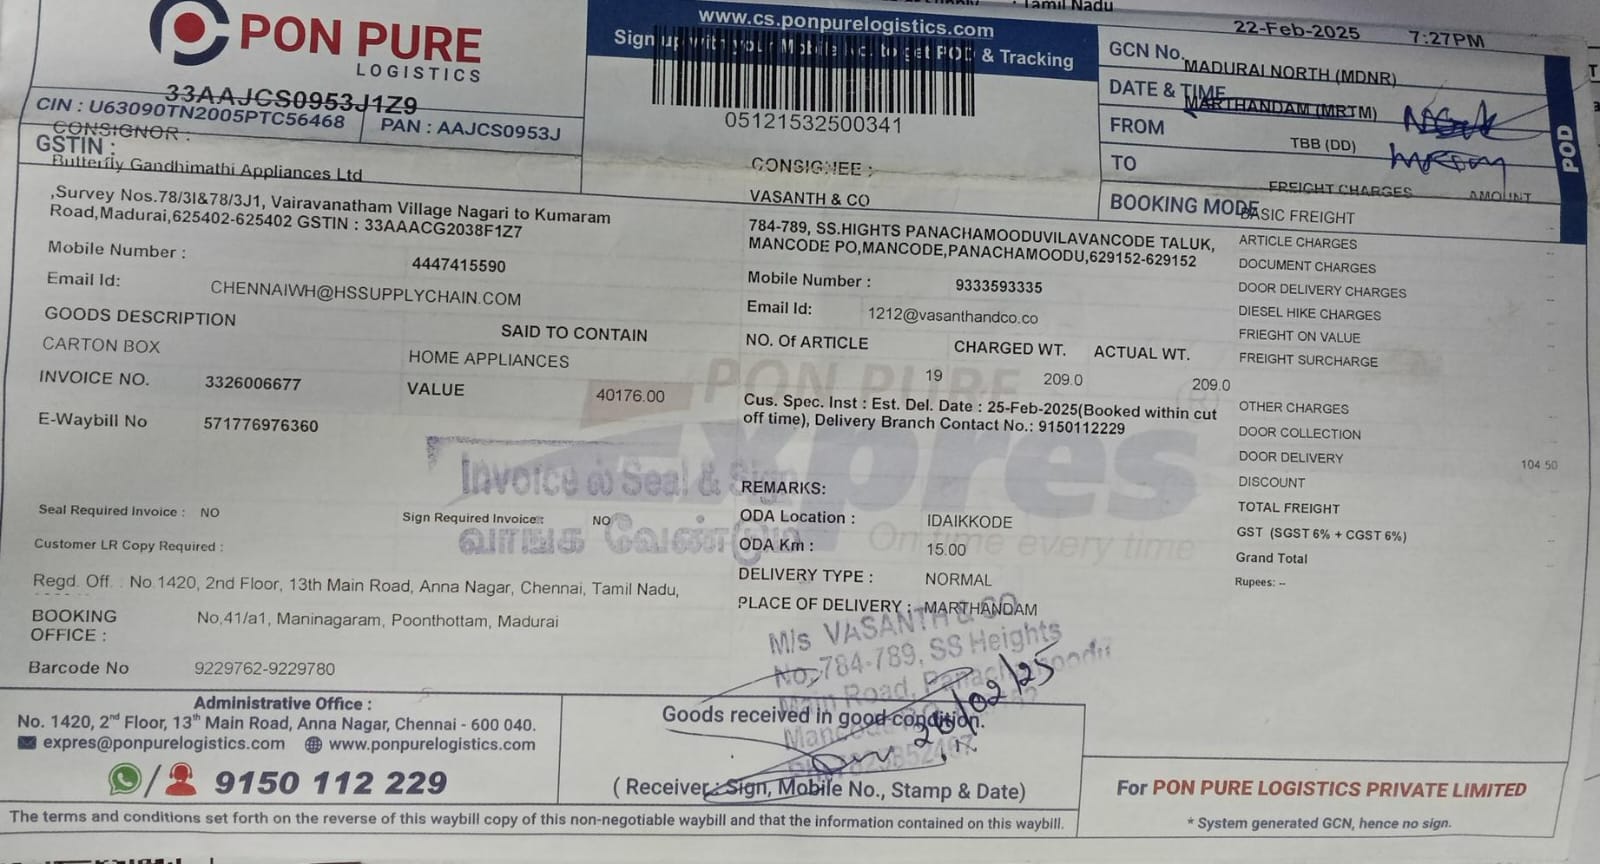 : Tamil Nadu
PON PURE
LOGISTICS
33AAJCS0953J1Z9
CIN : U63090TN2005PTC56468
PAN : AAJCS0953J
CONSIGNOR :
GSTIN :
Butterfly Gandhimathi Appliances Ltd
,Survey Nos.78/3I&78/3J1, Vairavanatham Village Nagari to Kumaram
Road,Madurai,625402-625402 GSTIN : 33AAACG2038F1Z7
Mobile Number :
4447415590
Email Id:
CHENNAIWH@HSSUPPLYCHAIN.COM
GOODS DESCRIPTION
SAID TO CONTAIN
CARTON BOX
HOME APPLIANCES
INVOICE NO.
3326006677
VALUE
40176.00
E-Waybill No
571776976360
Invoice ல் Seal & Sign
வாங்க வேண்டும்
Seal Required Invoice : NO
Sign Required Invoice : NO
Customer LR Copy Required :
Regd. Off. : No 1420, 2nd Floor, 13th Main Road, Anna Nagar, Chennai, Tamil Nadu,
BOOKING
OFFICE :
No,41/a1, Maninagaram, Poonthottam, Madurai
Barcode No
9229762-9229780
www.cs.ponpurelogistics.com
Sign up with your Mobile No. to get POD & Tracking
05121532500341
CONSIGNEE :
VASANTH & CO
784-789, SS.HIGHTS PANACHAMOODUVILAVANCODE TALUK,
MANCODE PO,MANCODE,PANACHAMOODU,629152-629152
Mobile Number :
9333593335
Email Id:
1212@vasanthandco.co
NO. Of ARTICLE
CHARGED WT.
ACTUAL WT.
19
209.0
209.0
PON PURE
Expres
On time every time
Cus. Spec. Inst : Est. Del. Date : 25-Feb-2025(Booked within cut
off time), Delivery Branch Contact No.: 9150112229
REMARKS:
ODA Location :
IDAIKKODE
ODA Km :
15.00
DELIVERY TYPE :
NORMAL
PLACE OF DELIVERY :
MARTHANDAM
22-Feb-2025 7:27PM
GCN No.
MADURAI NORTH (MDNR)
DATE & TIME
MARTHANDAM (MRTM)
FROM
TBB (DD)
TO
FREIGHT CHARGES AMOUNT
BOOKING MODE
BASIC FREIGHT
POD
ARTICLE CHARGES
DOCUMENT CHARGES
DOOR DELIVERY CHARGES
DIESEL HIKE CHARGES
FRIEGHT ON VALUE
FREIGHT SURCHARGE
OTHER CHARGES
DOOR COLLECTION
DOOR DELIVERY
104.50
DISCOUNT
TOTAL FREIGHT
GST (SGST 6% + CGST 6%)
Grand Total
Rupees: --
M/s VASANTH & CO
No, 784-789, SS Heights
Main Road, Panachamoodu
26/02/25
Administrative Office :
No. 1420, 2nd Floor, 13th Main Road, Anna Nagar, Chennai - 600 040.
expres@ponpurelogistics.com www.ponpurelogistics.com
/ 9150 112 229
Goods received in good condition.
( Receiver : Sign, Mobile No., Stamp & Date)
For PON PURE LOGISTICS PRIVATE LIMITED
* System generated GCN, hence no sign.
The terms and conditions set forth on the reverse of this waybill copy of this non-negotiable waybill and that the information contained on this waybill.